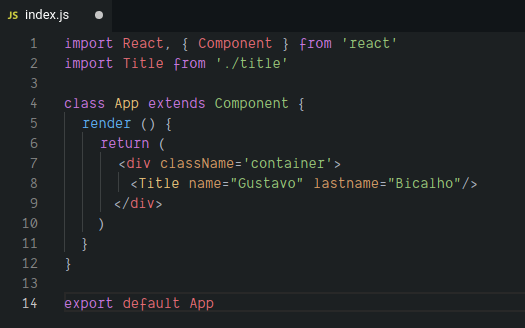 JS index.js
1 import React, { Component } from 'react'
2 import Title from './title'
3
4 class App extends Component {
5   render () {
6     return (
7       <div className='container'>
8         <Title name="Gustavo" lastname="Bicalho"/>
9       </div>
10     )
11   }
12 }
13
14 export default App